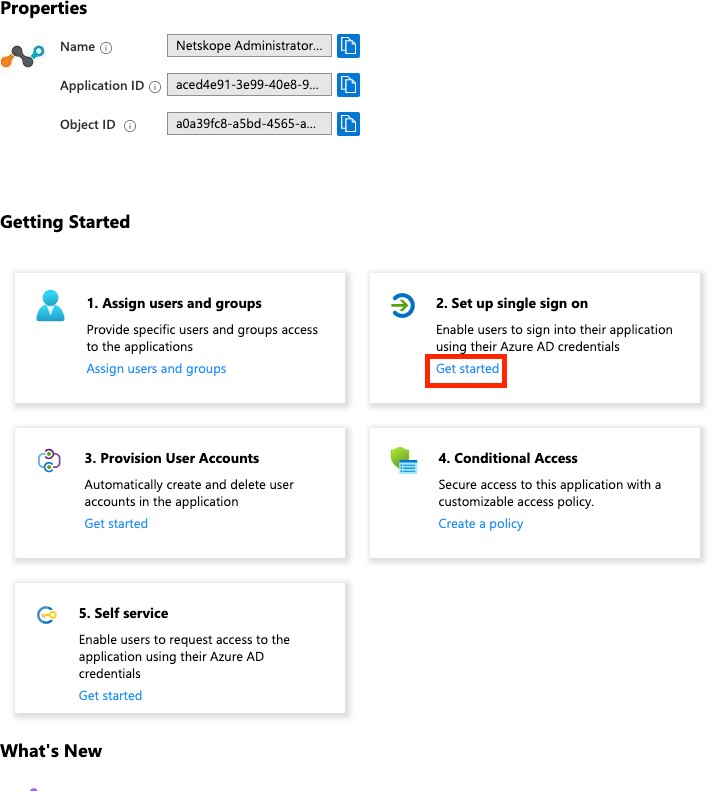 Properties
Name
Netskope Administrator...
Application ID
aced4e91-3e99-40e8-9...
Object ID
a0a39fc8-a5bd-4565-a...
Getting Started
1. Assign users and groups
Provide specific users and groups access
to the applications
Assign users and groups
2. Set up single sign on
Enable users to sign into their application
using their Azure AD credentials
Get started
3. Provision User Accounts
Automatically create and delete user
accounts in the application
Get started
4. Conditional Access
Secure access to this application with a
customizable access policy.
Create a policy
5. Self service
Enable users to request access to the
application using their Azure AD
credentials
Get started
What's New